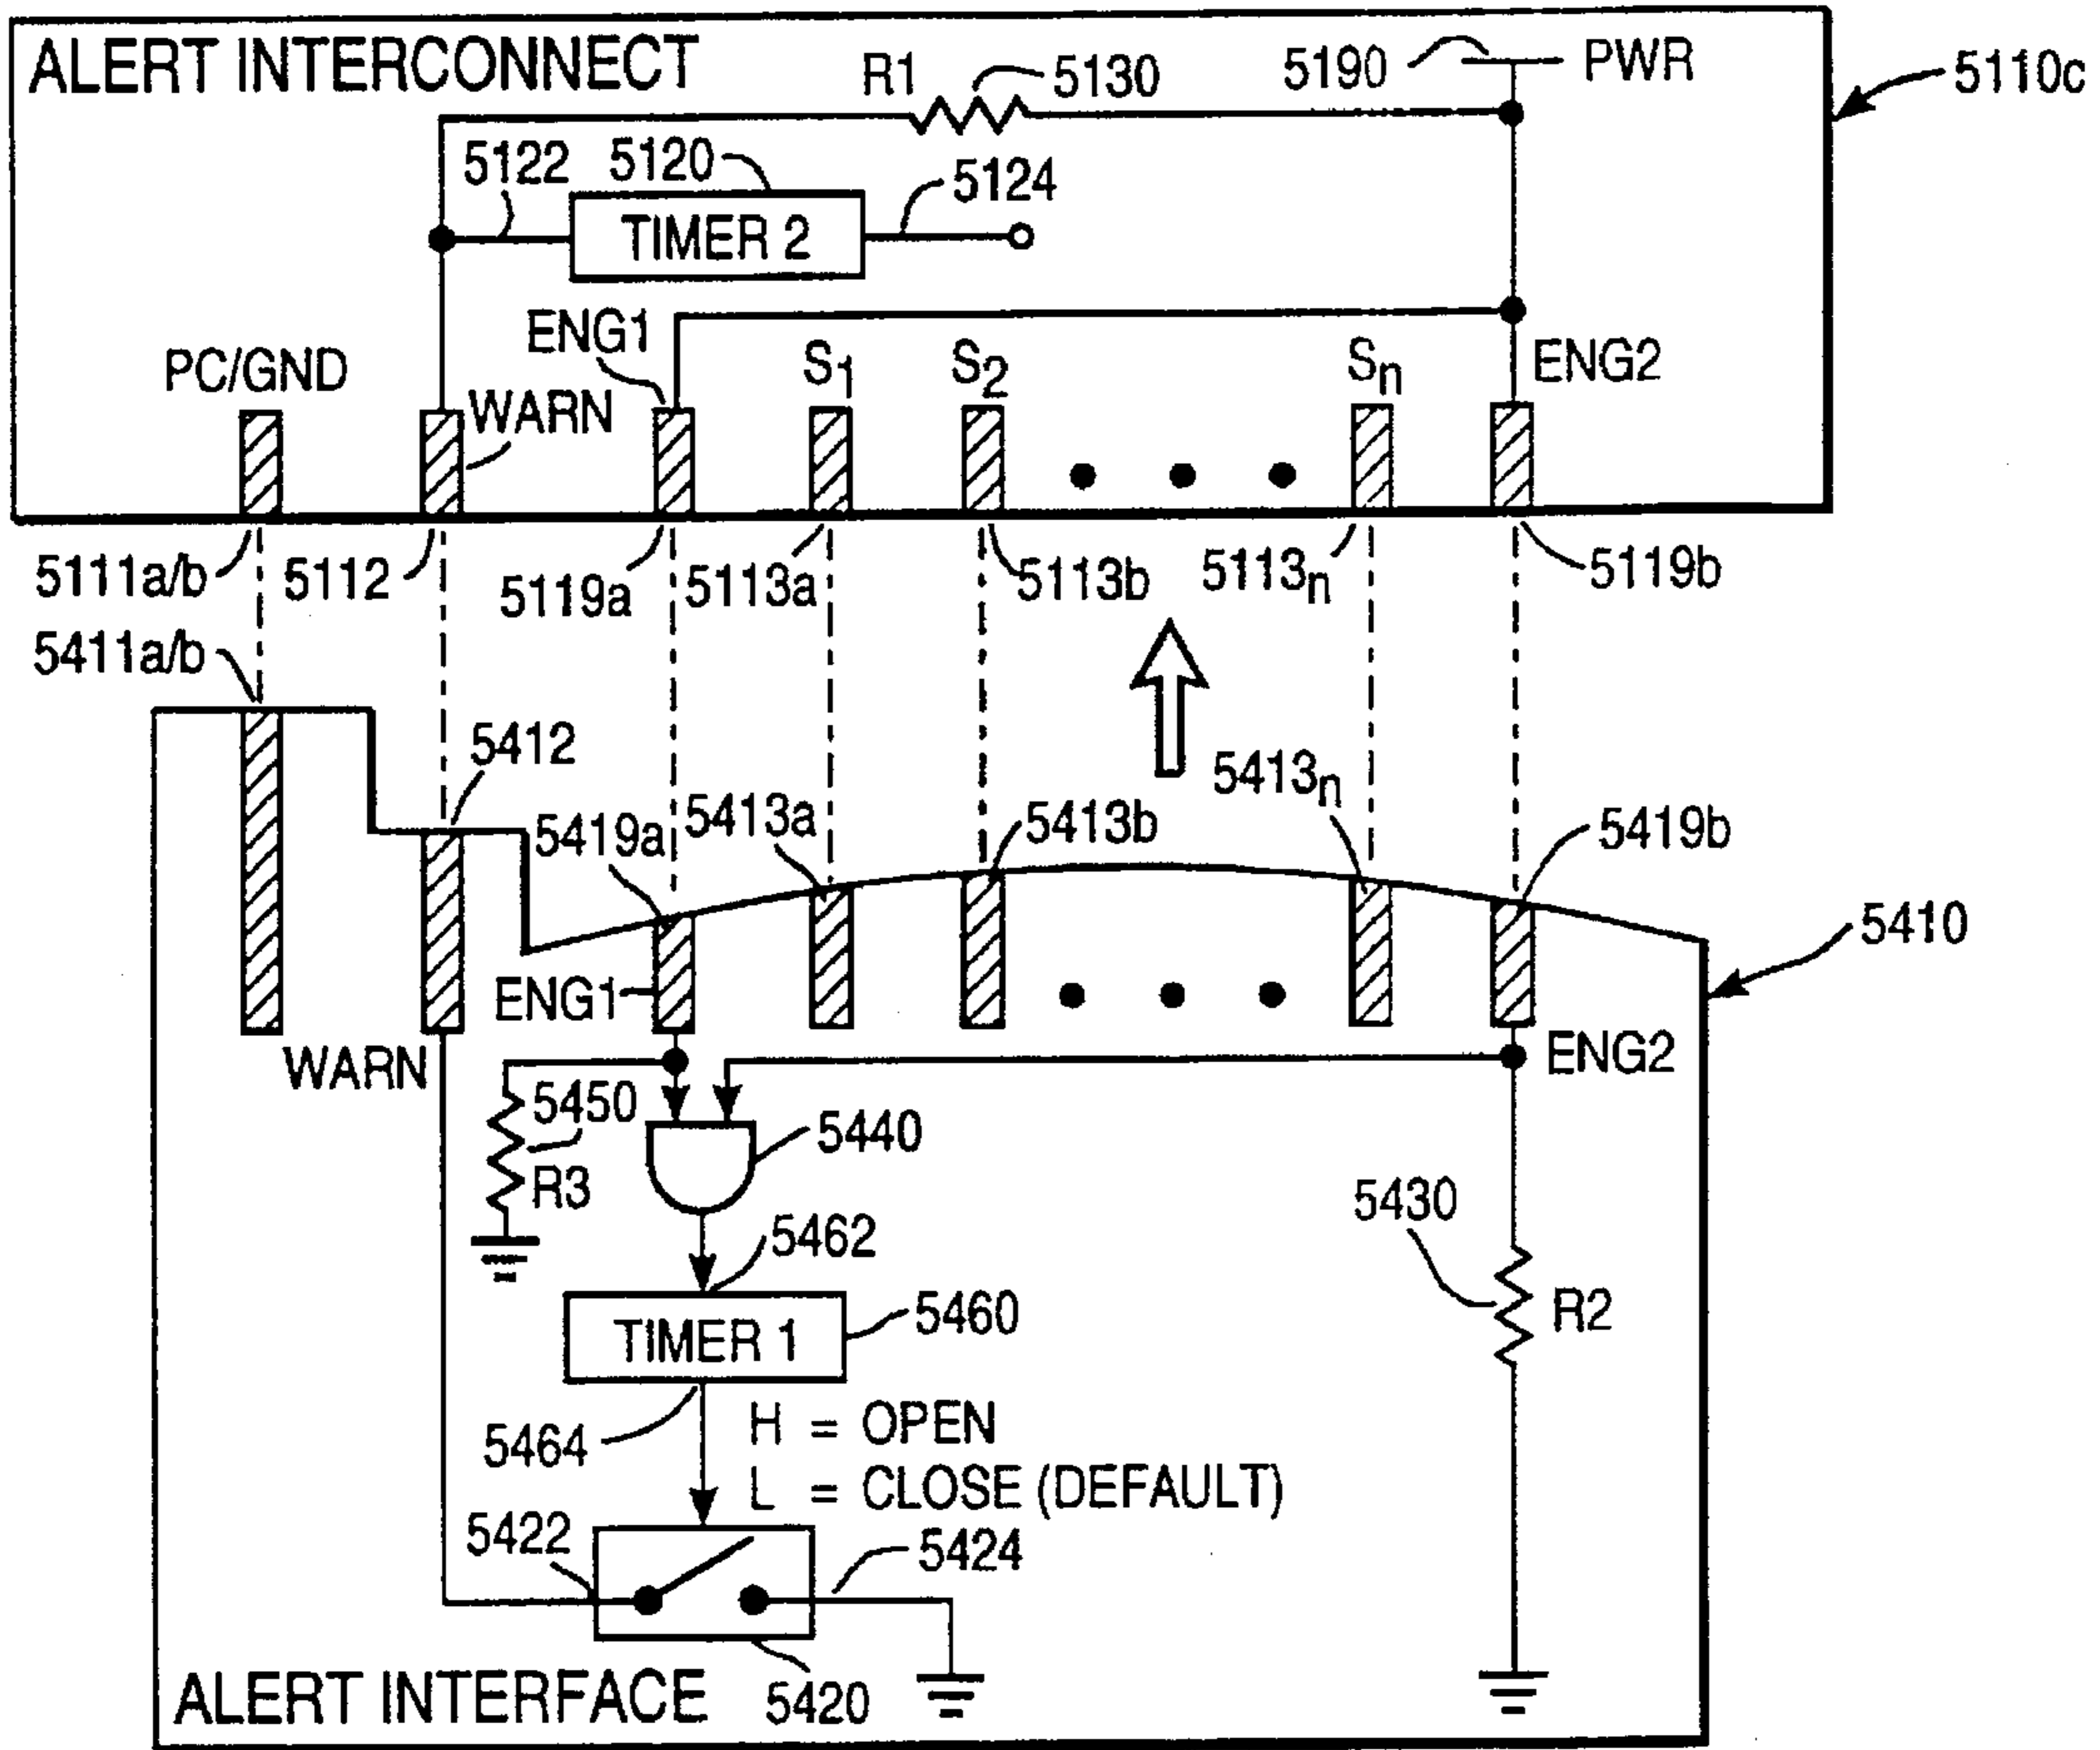 ALERT INTERCONNECT
R1
5130
5190
PWR
5110c
5122
5120
5124
TIMER 2
ENG1
PC/GND
WARN
S1
S2
Sn
ENG2
5111a/b
5112
5119a
5113a
5113b
5113n
5119b
5411a/b
5412
5419a
5413a
5413b
5413n
5419b
5410
ENG1
WARN
ENG2
5450
R3
5440
5462
5430
R2
TIMER 1
5460
5464
H = OPEN
L = CLOSE (DEFAULT)
5422
5424
ALERT INTERFACE
5420